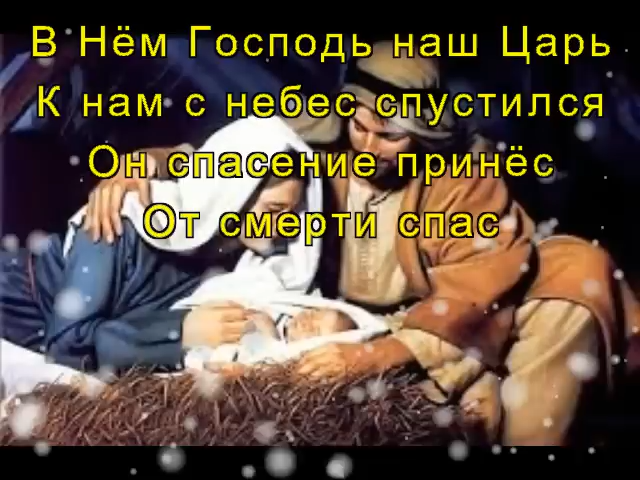 В Нём Господь наш Царь
К нам с небес спустился
Он спасение принёс
От смерти спас